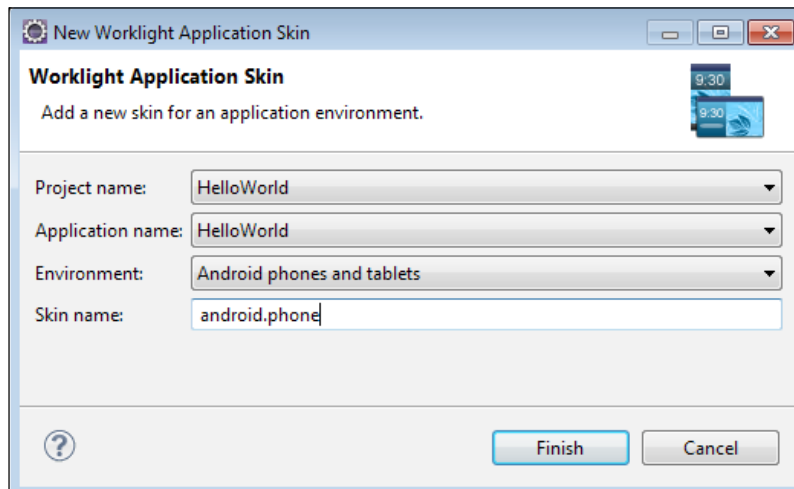 New Worklight Application Skin
Worklight Application Skin
Add a new skin for an application environment.
9:30
9:30
Project name: HelloWorld
Application name: HelloWorld
Environment: Android phones and tablets
Skin name: android.phone
? Finish Cancel